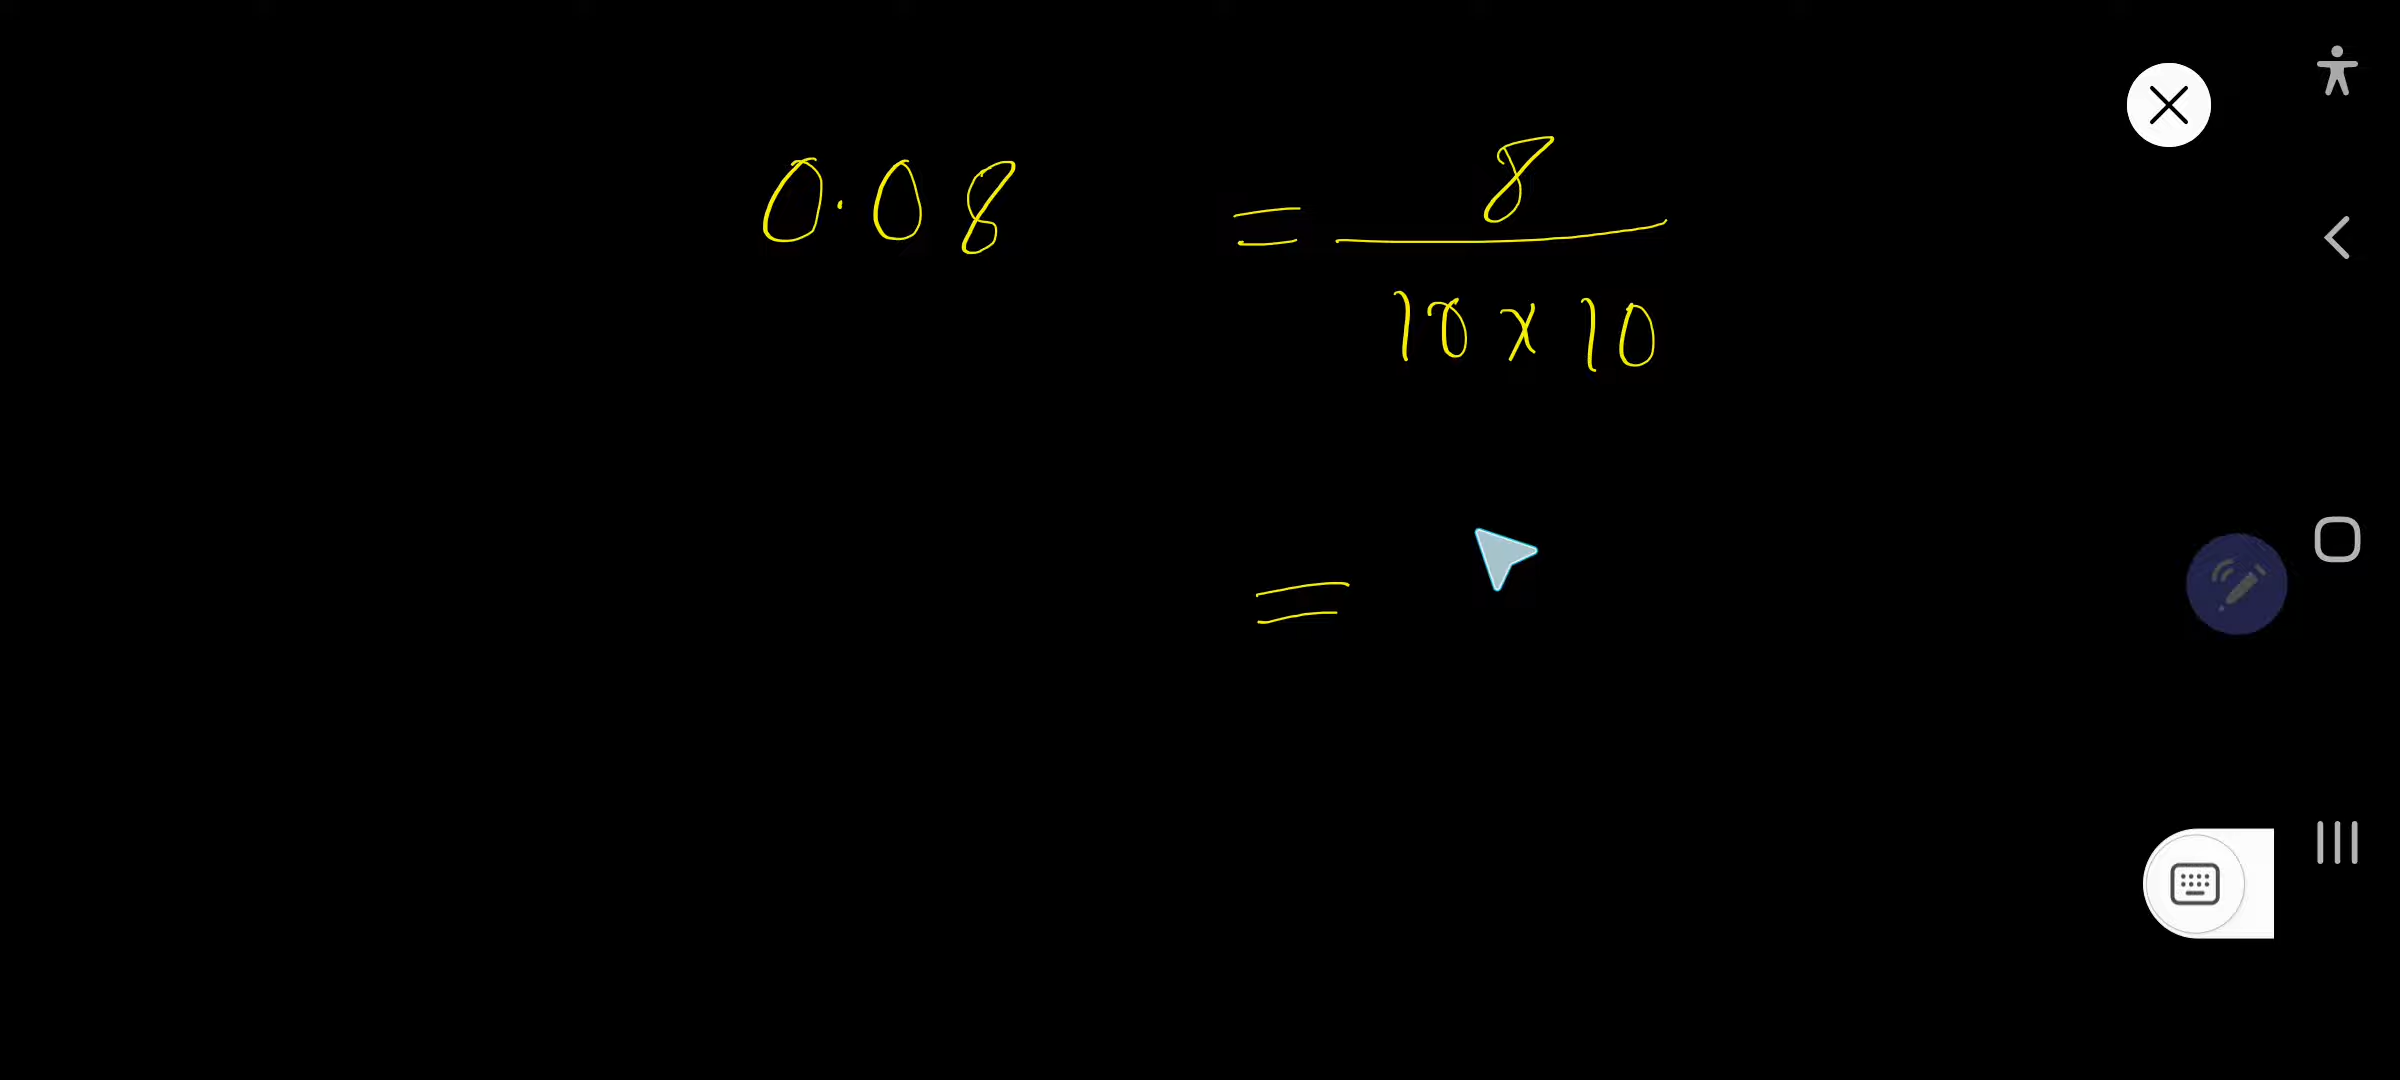 0.08 = 8
10 x 10
=